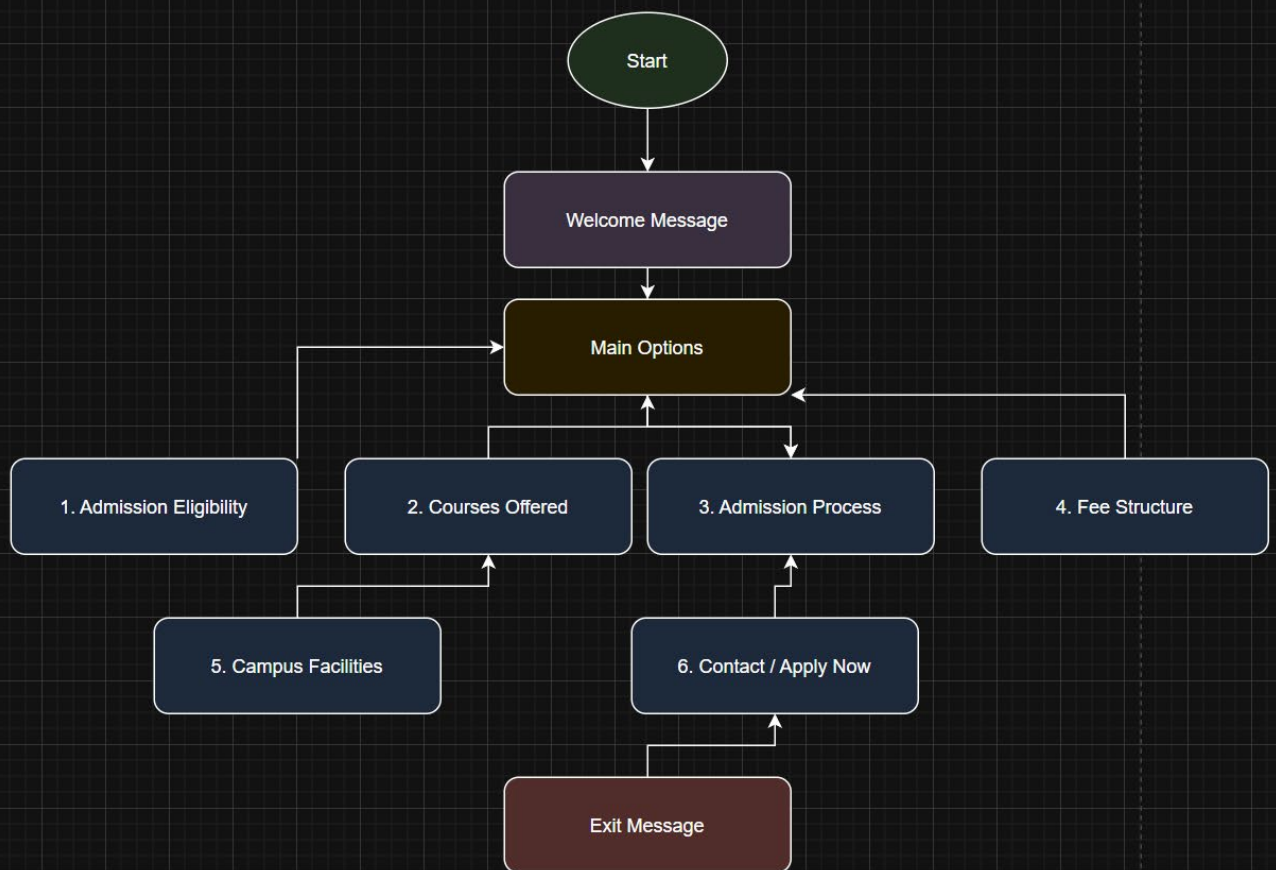 Start
Welcome Message
Main Options
1. Admission Eligibility
2. Courses Offered
3. Admission Process
4. Fee Structure
5. Campus Facilities
6. Contact / Apply Now
Exit Message